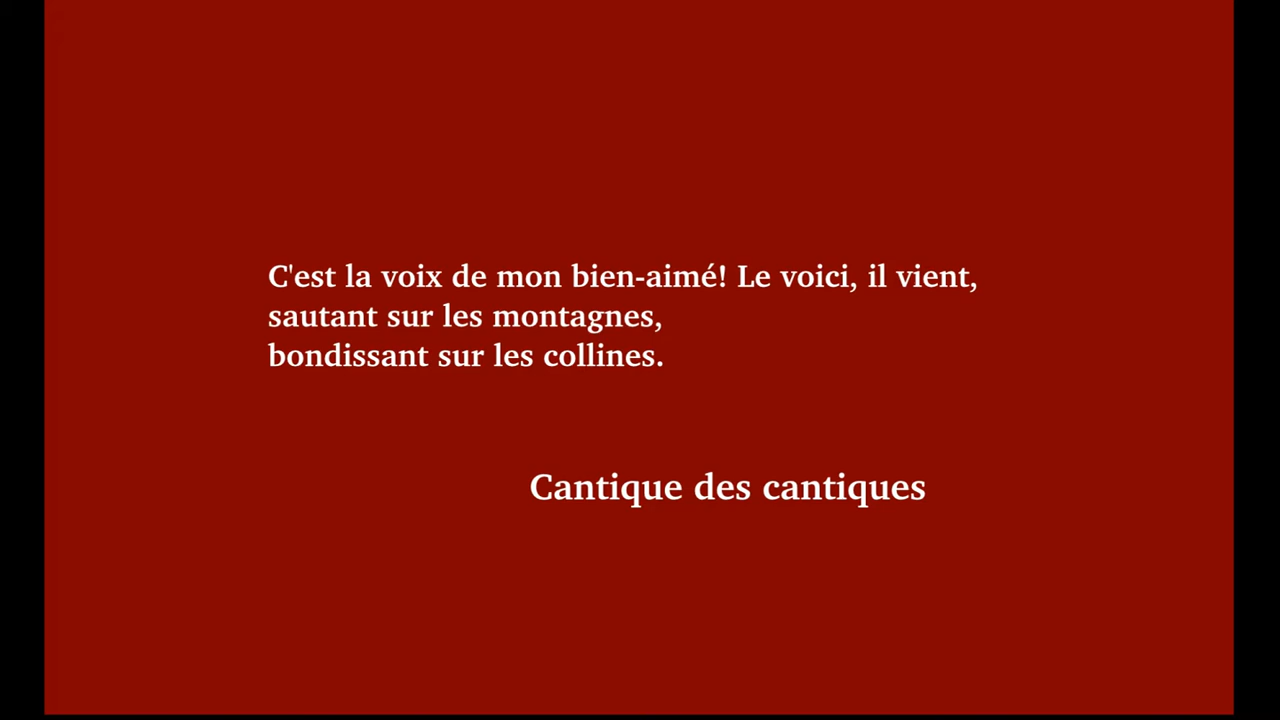 C'est la voix de mon bien-aimé! Le voici, il vient,
sautant sur les montagnes,
bondissant sur les collines.
Cantique des cantiques